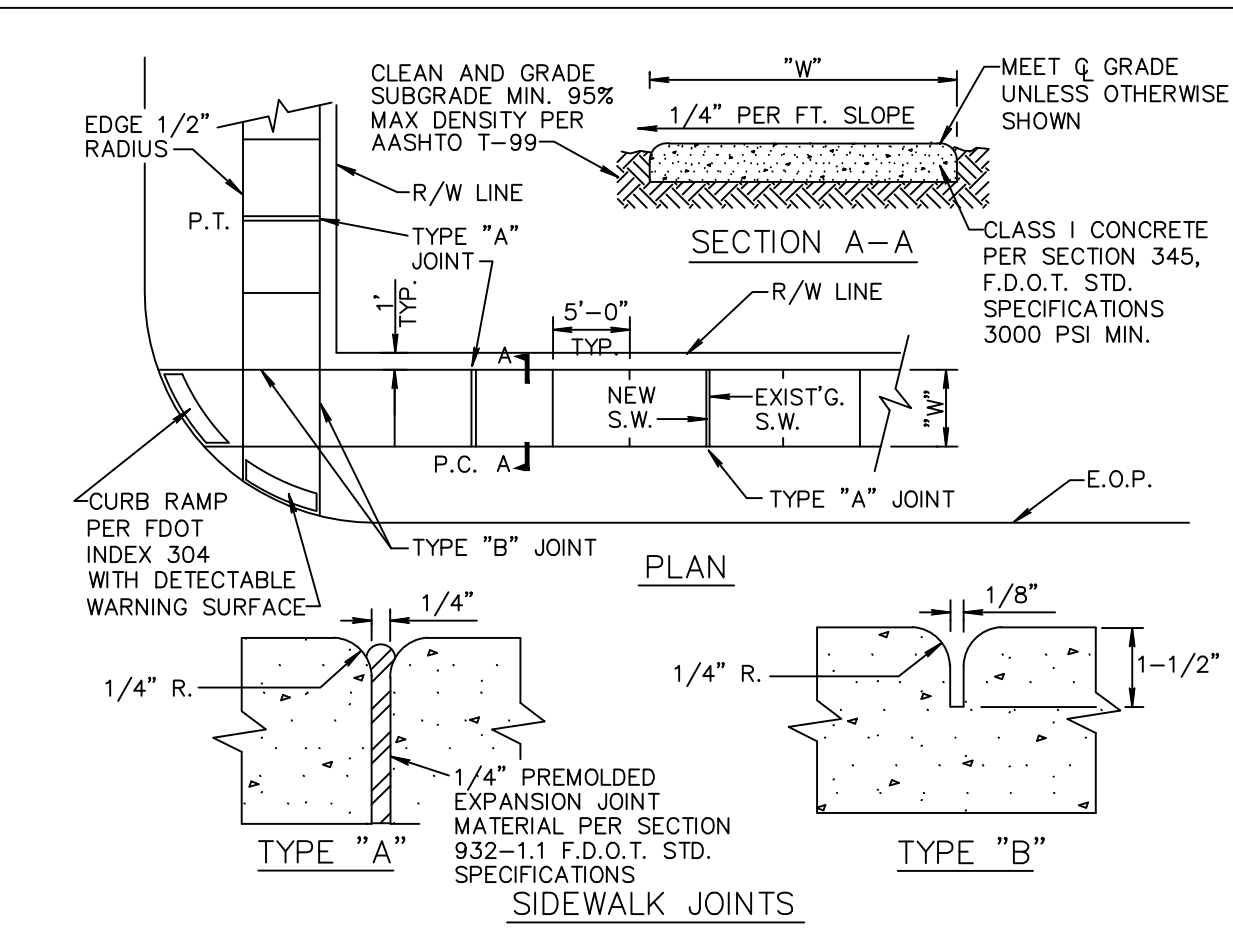 CLEAN AND GRADE
SUBGRADE MIN. 95%
MAX DENSITY PER
AASHTO T-99
"W"
1/4" PER FT. SLOPE
MEET ℄ GRADE
UNLESS OTHERWISE
SHOWN
EDGE 1/2"
RADIUS
R/W LINE
P.T.
TYPE "A"
JOINT
SECTION A-A
CLASS I CONCRETE
PER SECTION 345,
F.D.O.T. STD.
SPECIFICATIONS
3000 PSI MIN.
1'
TYP.
5'-0"
TYP.
R/W LINE
A
NEW
S.W.
EXIST'G.
S.W.
"W"
P.C.
A
TYPE "A" JOINT
E.O.P.
CURB RAMP
PER FDOT
INDEX 304
WITH DETECTABLE
WARNING SURFACE
TYPE "B" JOINT
PLAN
1/4"
1/4" R.
1/4" PREMOLDED
EXPANSION JOINT
MATERIAL PER SECTION
932-1.1 F.D.O.T. STD.
SPECIFICATIONS
TYPE "A"
1/8"
1/4" R.
1-1/2"
TYPE "B"
SIDEWALK JOINTS